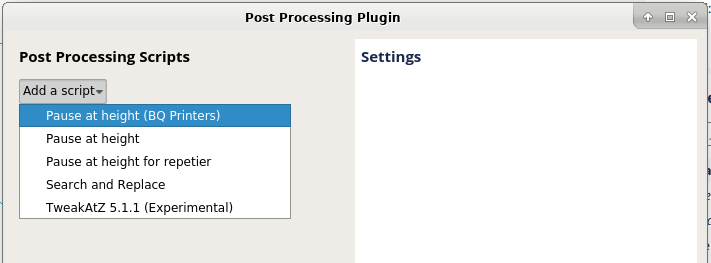 Post Processing Plugin
Post Processing Scripts
Settings
Add a script
Pause at height (BQ Printers)
Pause at height
Pause at height for repetier
Search and Replace
TweakAtZ 5.1.1 (Experimental)